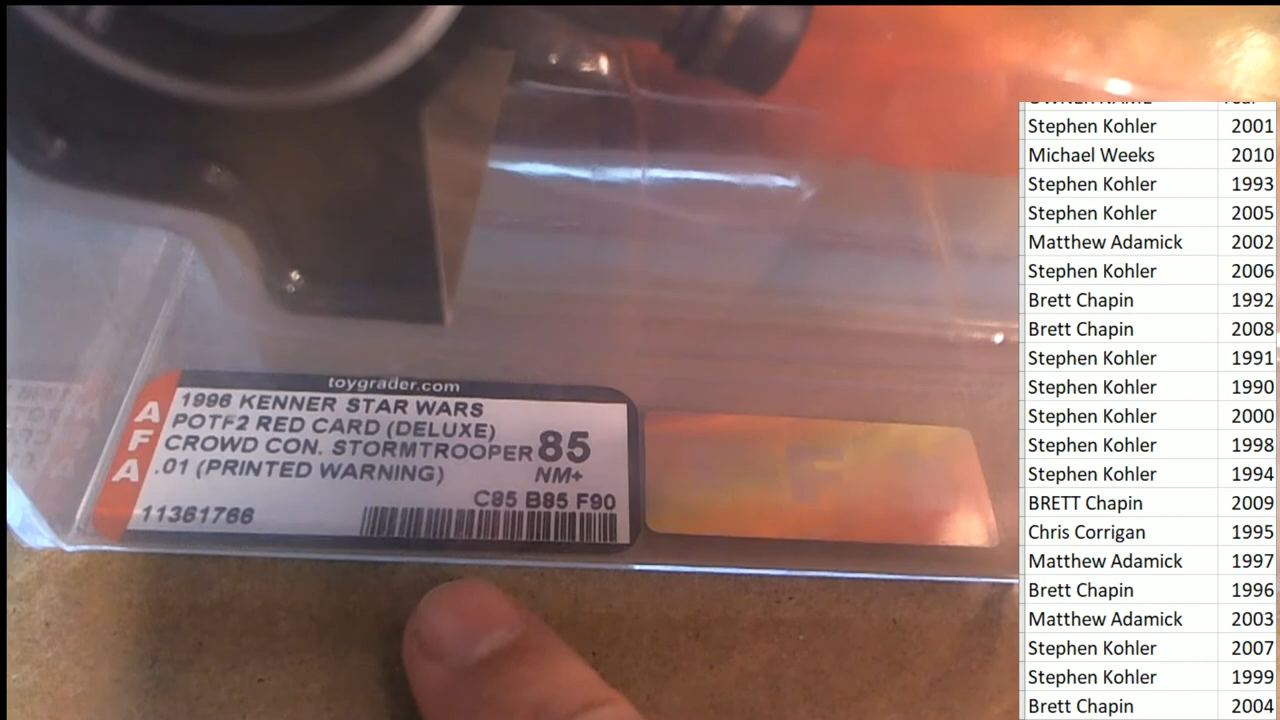 toygrader.com
AFA
1996 KENNER STAR WARS
POTF2 RED CARD (DELUXE)
CROWD CON. STORMTROOPER
.01 (PRINTED WARNING)
85
NM+
C85 B85 F90
11361766
OWNER NAME Year
Stephen Kohler 2001
Michael Weeks 2010
Stephen Kohler 1993
Stephen Kohler 2005
Matthew Adamick 2002
Stephen Kohler 2006
Brett Chapin 1992
Brett Chapin 2008
Stephen Kohler 1991
Stephen Kohler 1990
Stephen Kohler 2000
Stephen Kohler 1998
Stephen Kohler 1994
BRETT Chapin 2009
Chris Corrigan 1995
Matthew Adamick 1997
Brett Chapin 1996
Matthew Adamick 2003
Stephen Kohler 2007
Stephen Kohler 1999
Brett Chapin 2004